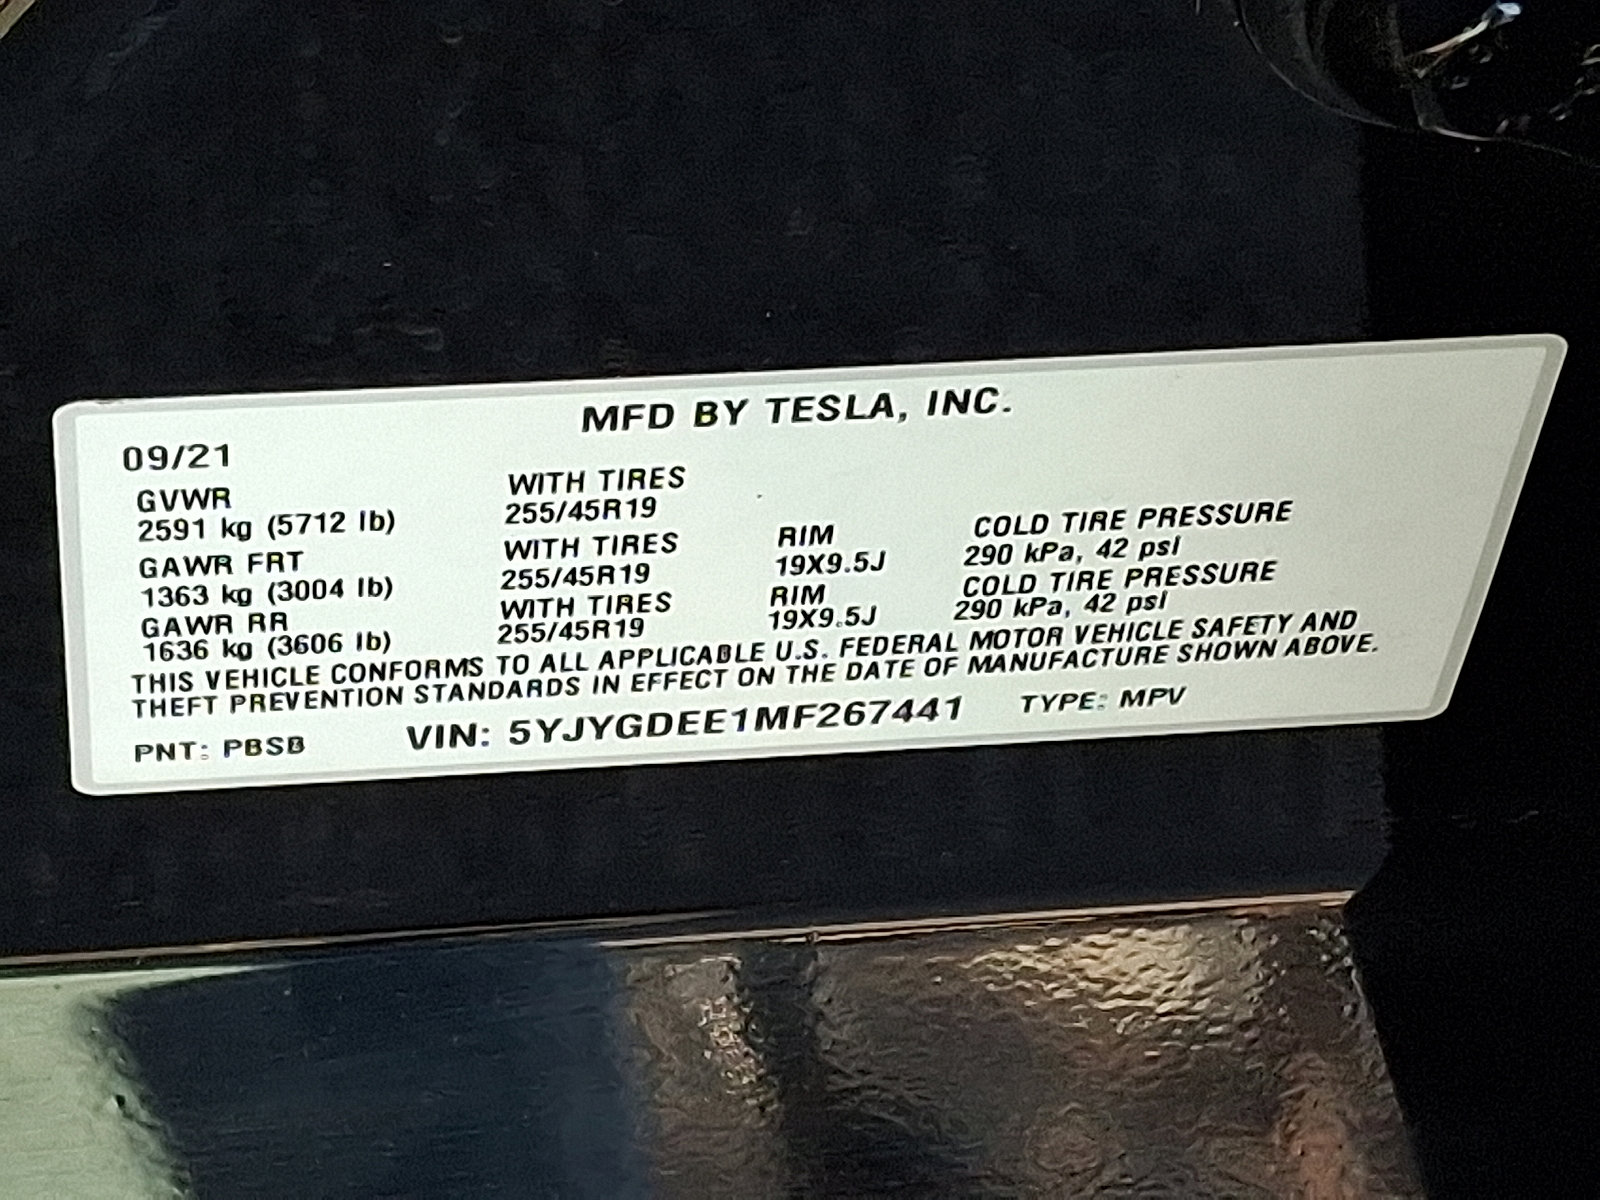 MFD BY TESLA, INC.
09/21
GVWR WITH TIRES
2591 kg (5712 lb) 255/45R19
GAWR FRT WITH TIRES RIM COLD TIRE PRESSURE
1363 kg (3004 lb) 255/45R19 19X9.5J 290 kPa, 42 psi
GAWR RR WITH TIRES RIM COLD TIRE PRESSURE
1636 kg (3606 lb) 255/45R19 19X9.5J 290 kPa, 42 psi
THIS VEHICLE CONFORMS TO ALL APPLICABLE U.S. FEDERAL MOTOR VEHICLE SAFETY AND
THEFT PREVENTION STANDARDS IN EFFECT ON THE DATE OF MANUFACTURE SHOWN ABOVE.
PNT: PBSB VIN: 5YJYGDEE1MF267441 TYPE: MPV